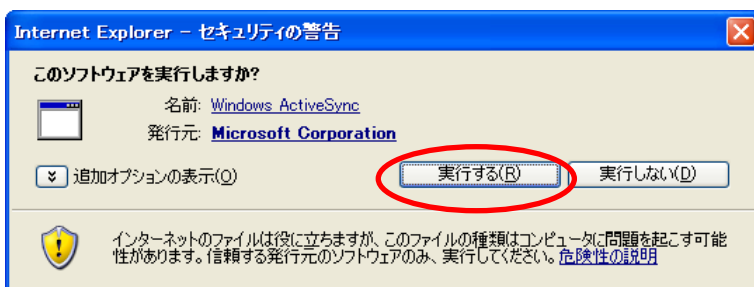 Internet Explorer - セキュリティの警告
このソフトウェアを実行しますか?
名前: Windows ActiveSync
発行元: Microsoft Corporation
追加オプションの表示(O)
実行する(R)
実行しない(D)
インターネットのファイルは役に立ちますが、このファイルの種類はコンピュータに問題を起こす可能
性があります。信頼する発行元のソフトウェアのみ、実行してください。危険性の説明